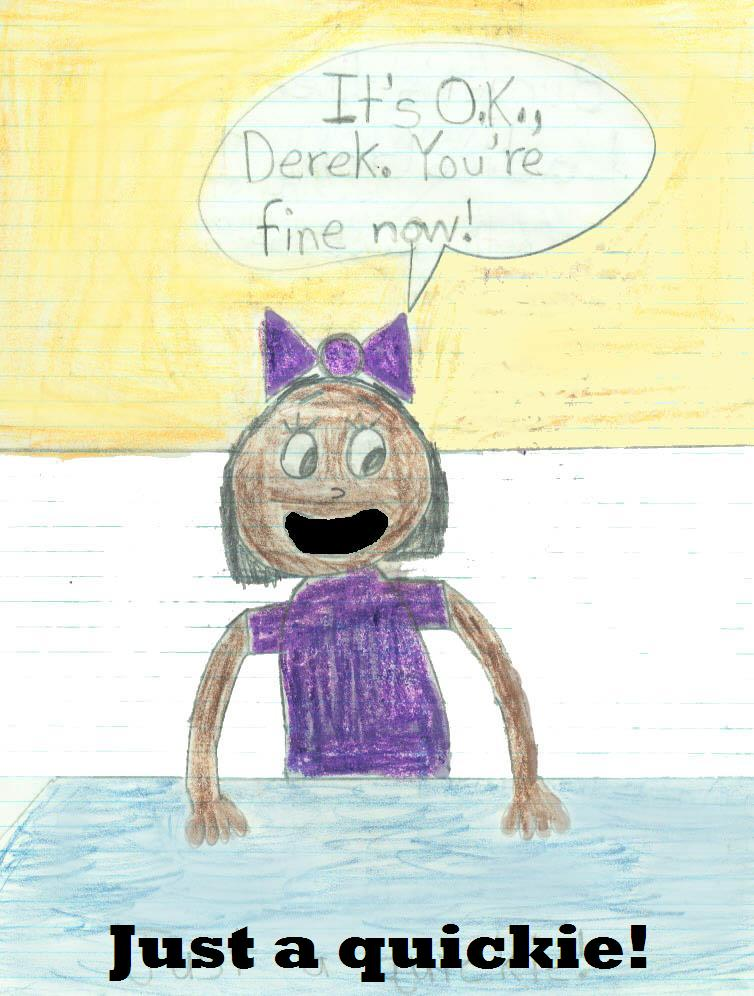 It's O.K.,
Derek. You're
fine now!
Just a quickie!